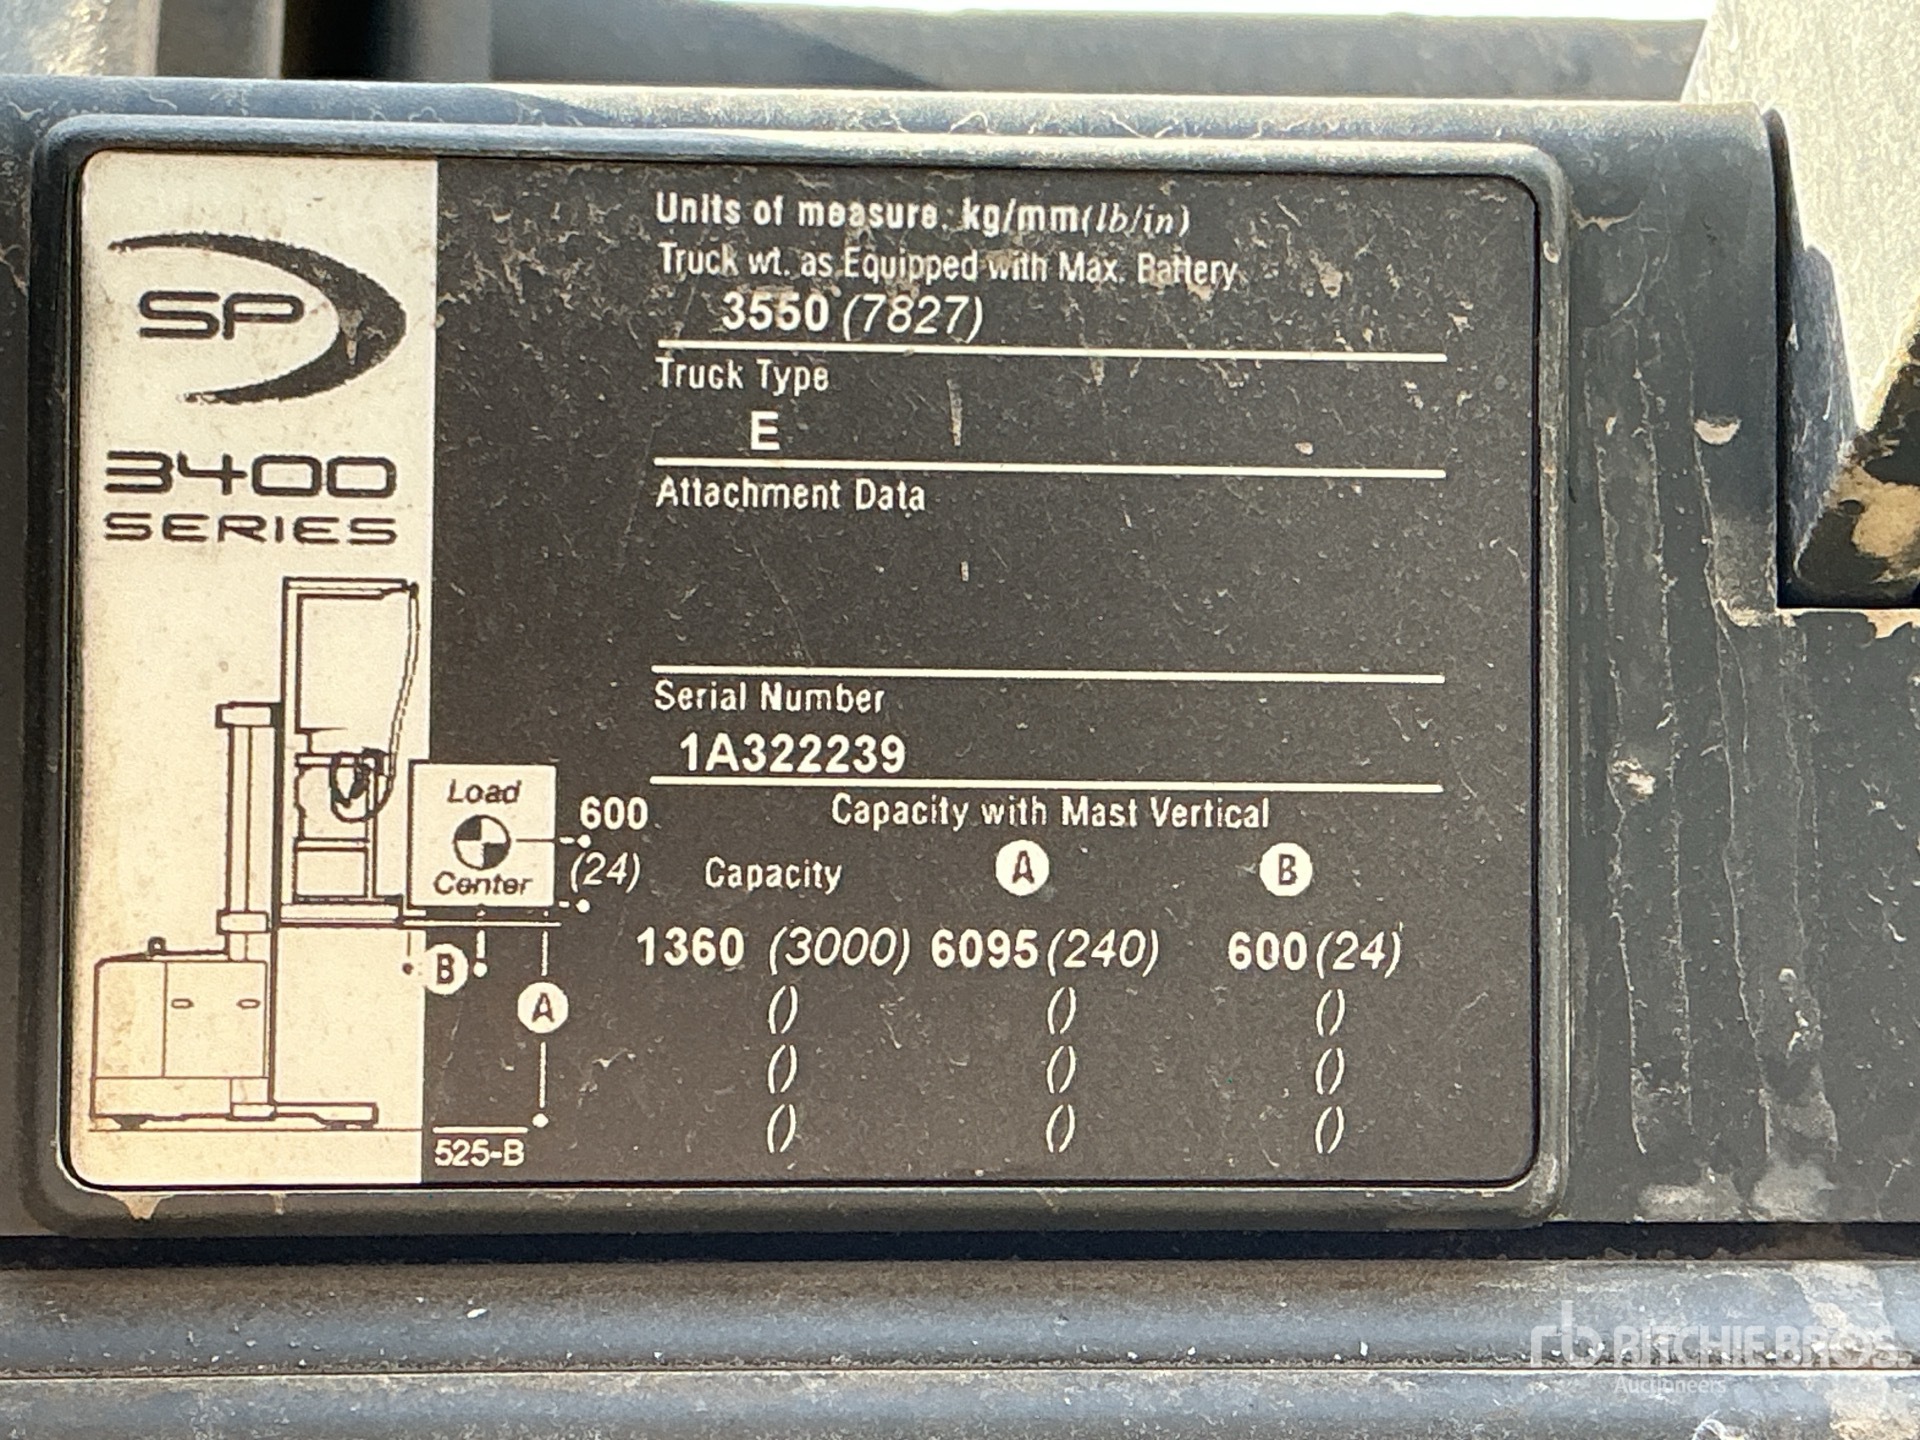 SP
3400
SERIES
Units of measure: kg/mm(lb/in)
Truck wt. as Equipped with Max. Battery
3550 (7827)
Truck Type
E
Attachment Data
Serial Number
1A322239
Capacity with Mast Vertical
Capacity A B
1360 (3000) 6095 (240) 600 (24)
() () ()
() () ()
() () ()
Load
Center
600
(24)
B
A
525-B
rb RITCHIE BROS.
Auctioneers